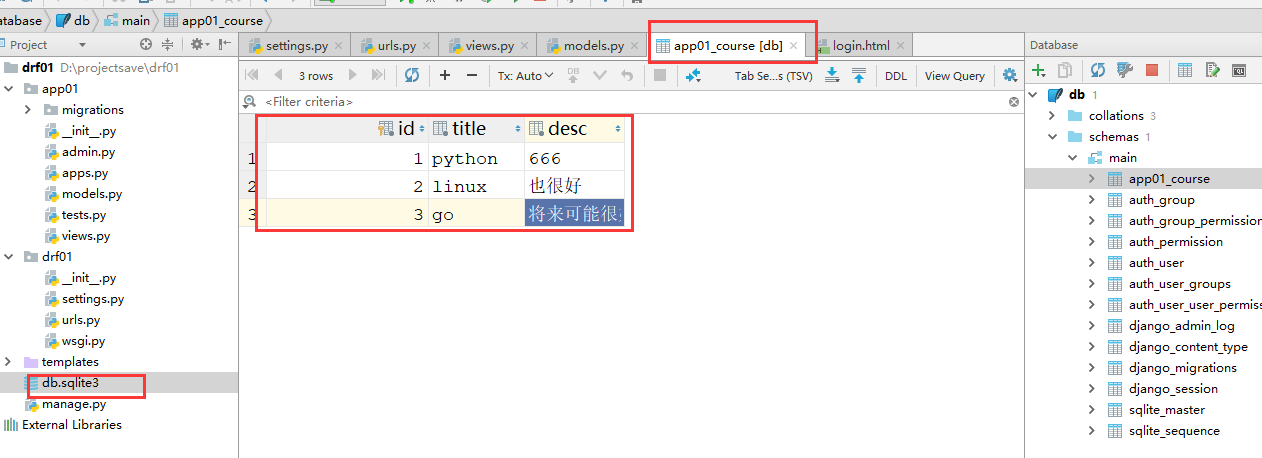 atabase db main app01_course
Project
settings.py urls.py views.py models.py app01_course [db] login.html
Database
drf01 D:\projectsave\drf01
app01
migrations
__init__.py
admin.py
apps.py
models.py
tests.py
views.py
drf01
__init__.py
settings.py
urls.py
wsgi.py
templates
db.sqlite3
manage.py
External Libraries
3 rows Tx: Auto DB Tab Se...s (TSV) DDL View Query
<Filter criteria>
id title desc
1 1 python 666
2 2 linux 也很好
3 3 go 将来可能很
db 1
collations 3
schemas 1
main
app01_course
auth_group
auth_group_permission
auth_permission
auth_user
auth_user_groups
auth_user_user_permis
django_admin_log
django_content_type
django_migrations
django_session
sqlite_master
sqlite_sequence